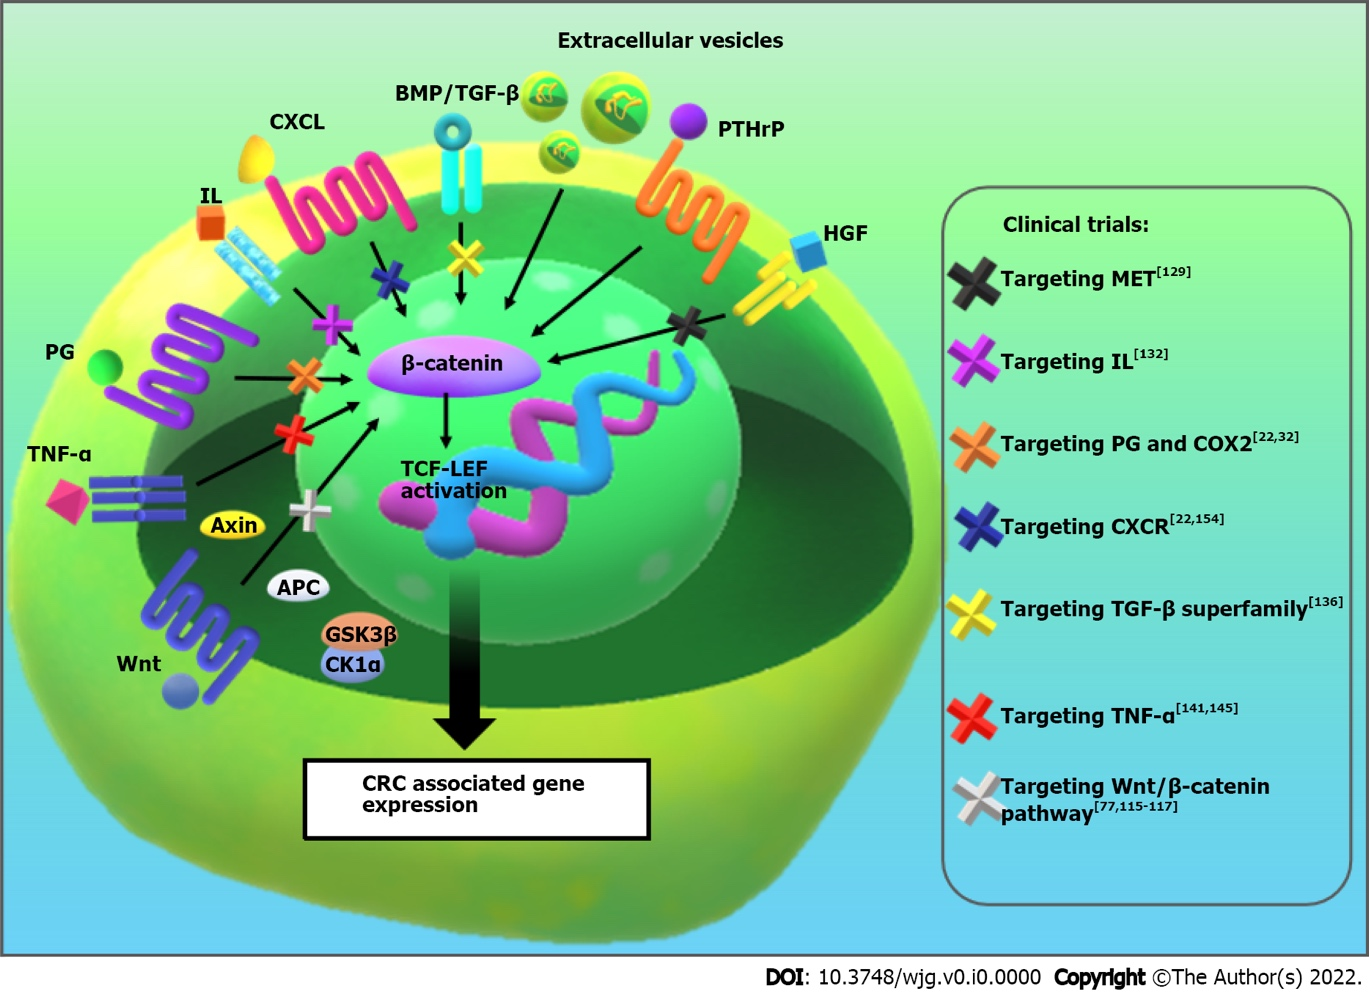 Extracellular vesicles
BMP/TGF-β
CXCL
PTHrP
IL
HGF
PG
β-catenin
TNF-α
TCF-LEF
activation
Axin
APC
GSK3β
CK1α
Wnt
CRC associated gene
expression
Clinical trials:
Targeting MET[129]
Targeting IL[132]
Targeting PG and COX2[22,32]
Targeting CXCR[22,154]
Targeting TGF-β superfamily[136]
Targeting TNF-α[141,145]
Targeting Wnt/β-catenin
pathway[77,115-117]
DOI: 10.3748/wjg.v0.i0.0000 Copyright ©The Author(s) 2022.